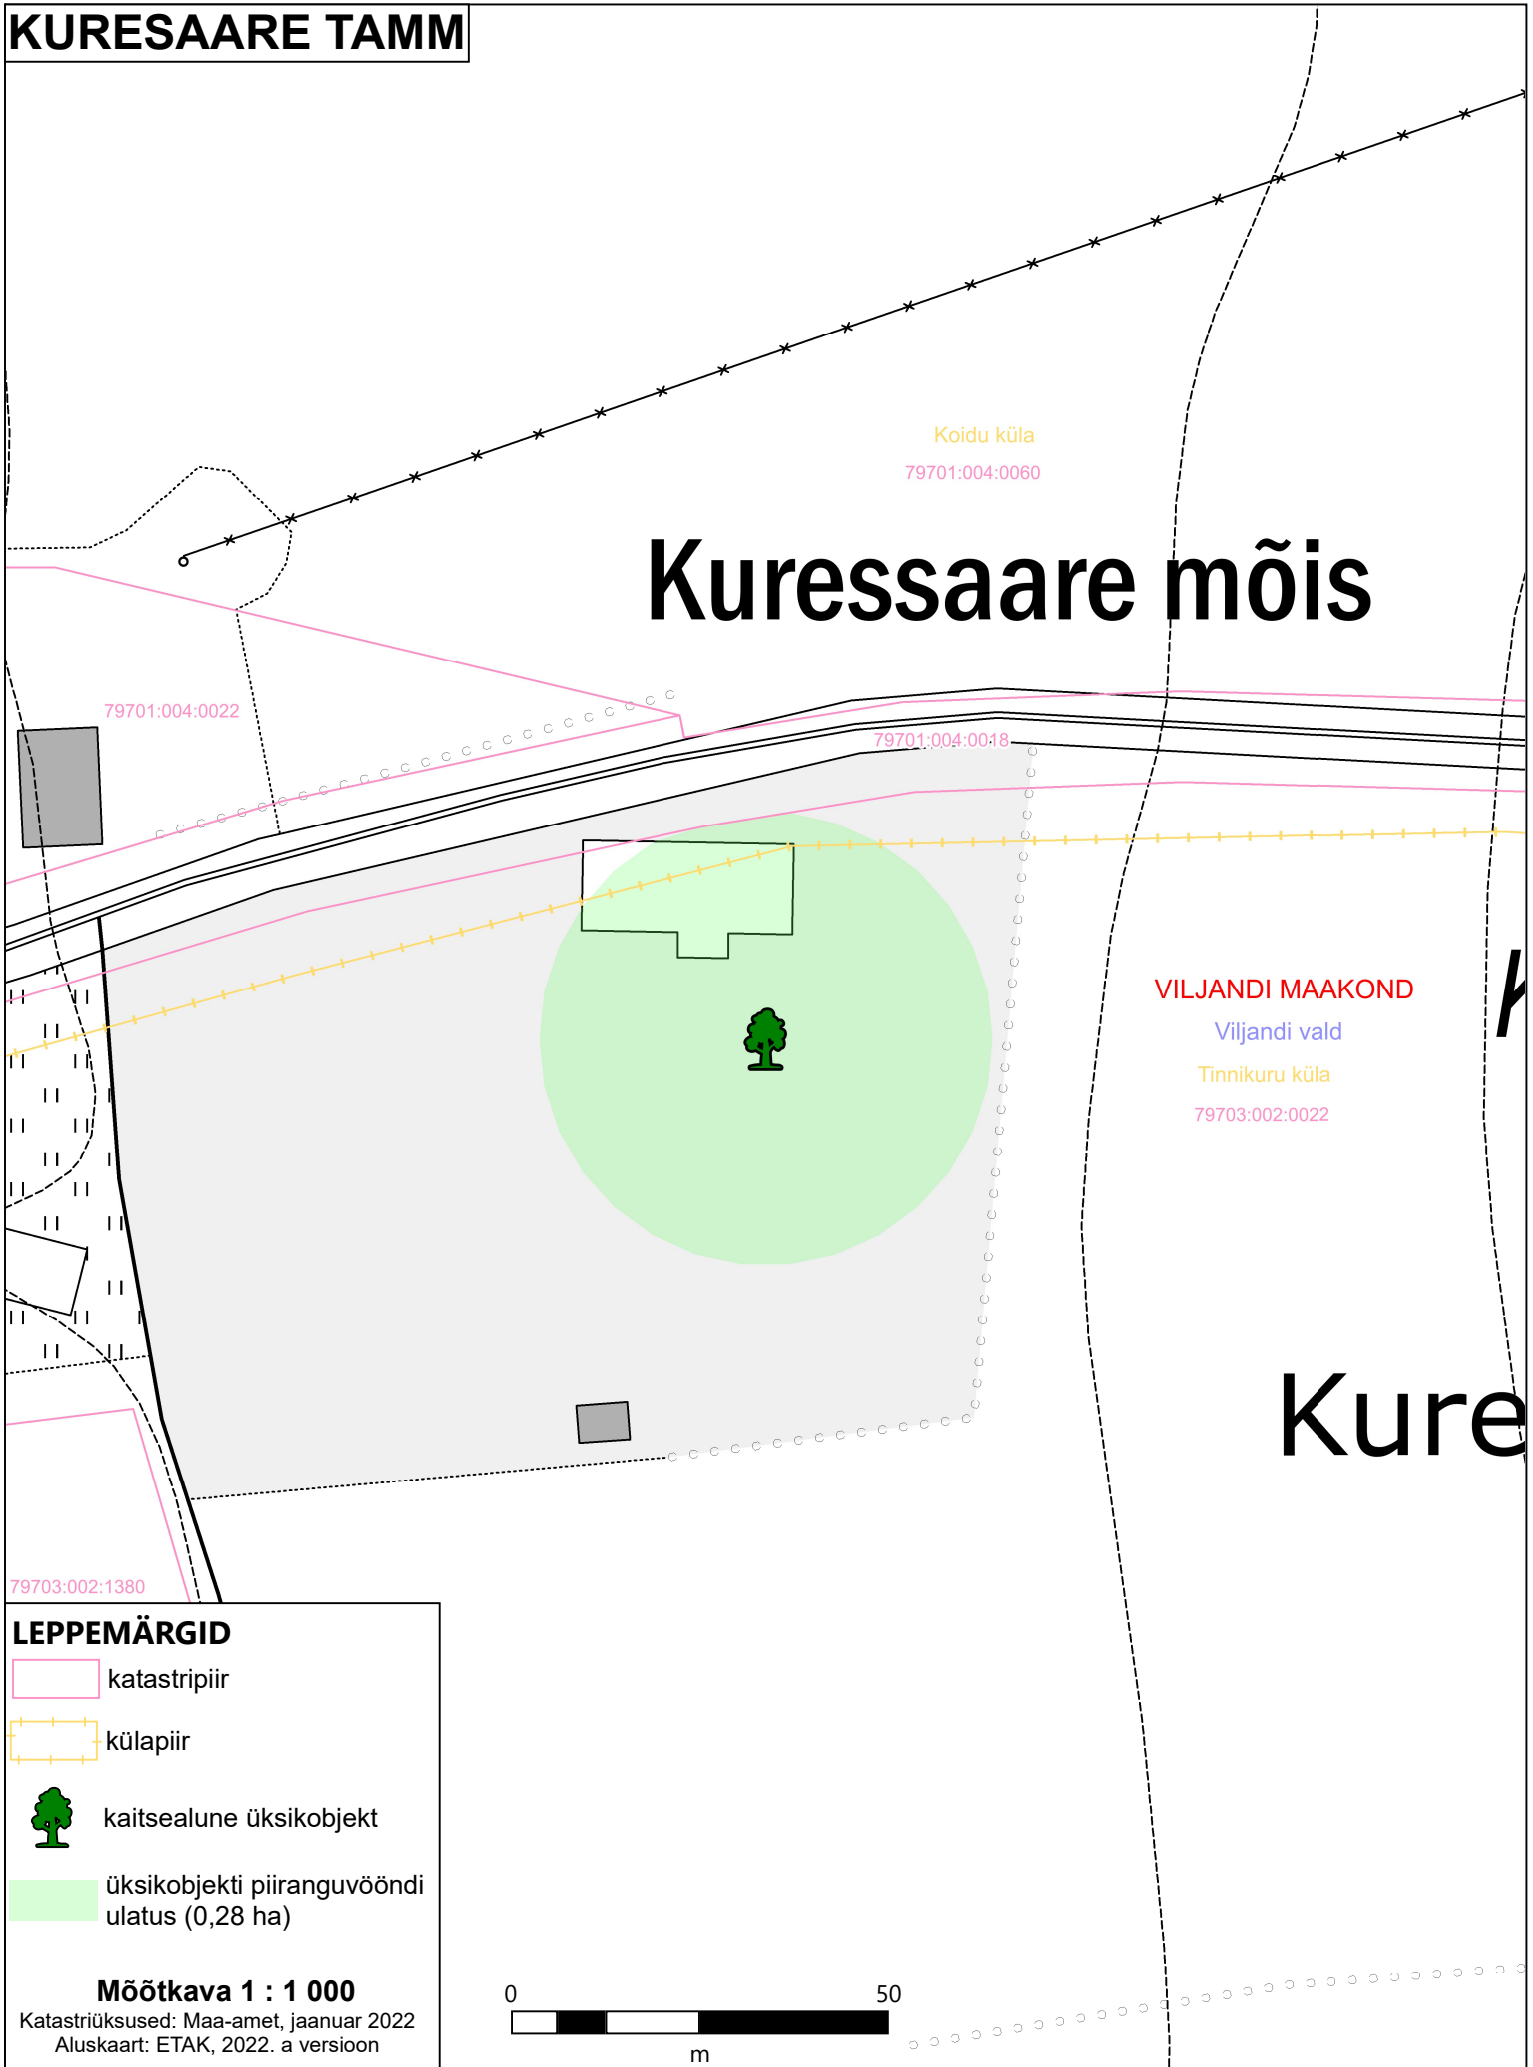 KURESAARE TAMM
Koidu küla
79701:004:0060
Kuressaare mõis
79701:004:0022
79701:004:0018
VILJANDI MAAKOND
Viljandi vald
Tinnikuru küla
79703:002:0022
K
Kure
79703:002:1380
LEPPEMÄRGID
katastripiir
külapiir
kaitsealune üksikobjekt
üksikobjekti piiranguvööndi
ulatus (0,28 ha)
Mõõtkava 1 : 1 000
Katastriüksused: Maa-amet, jaanuar 2022
Aluskaart: ETAK, 2022. a versioon
0 50
m